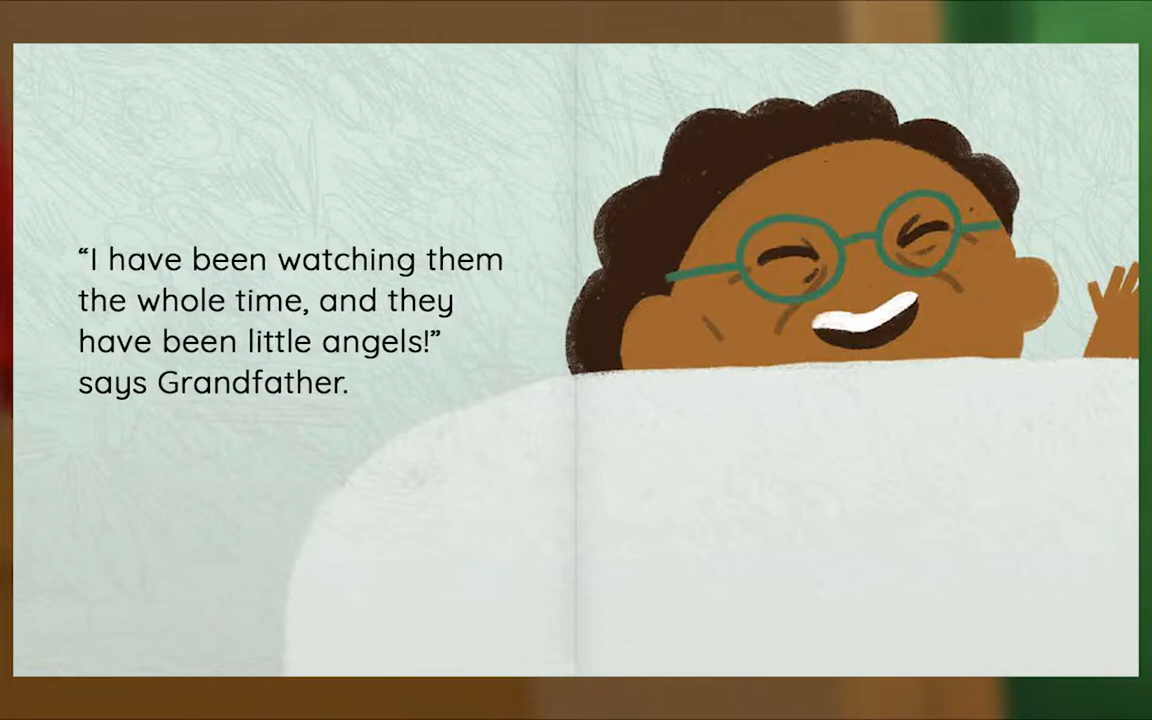 “I have been watching them
the whole time, and they
have been little angels!”
says Grandfather.